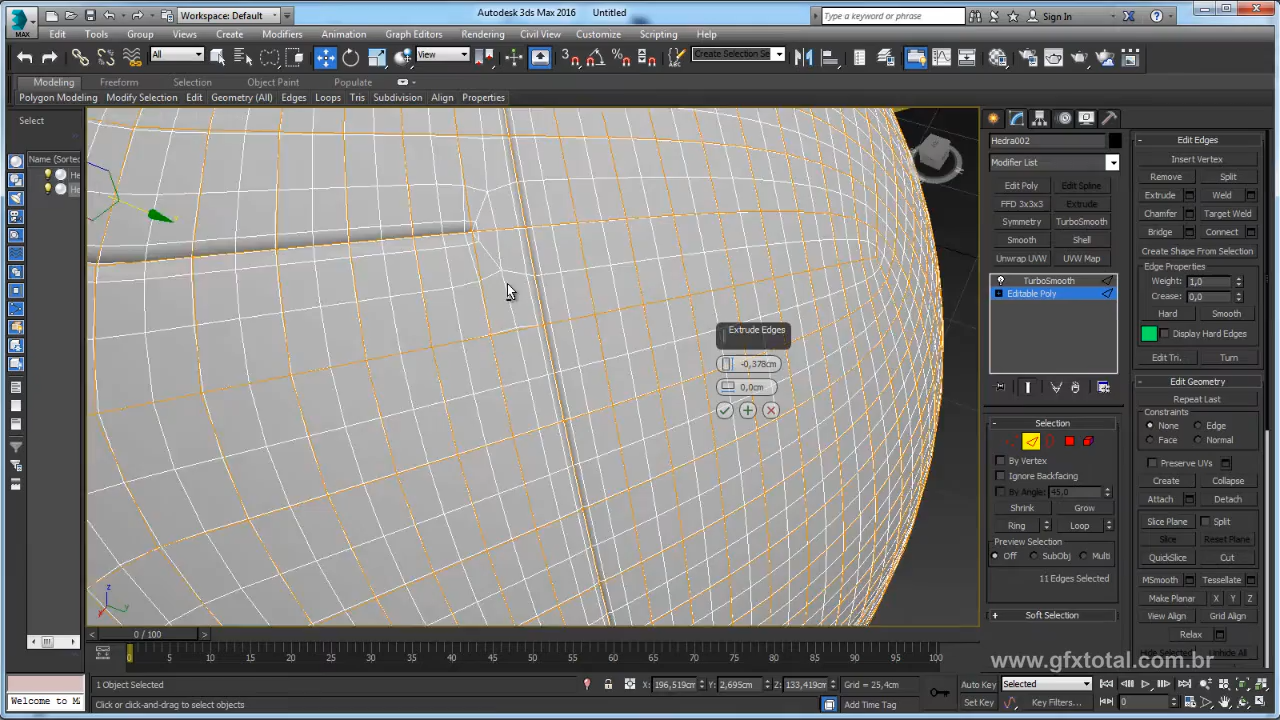 MAX
Workspace: Default
Autodesk 3ds Max 2016
Untitled
Type a keyword or phrase
Sign In
Edit Tools Group Views Create Modifiers Animation Graph Editors Rendering Civil View Customize Scripting Help
All
View
Create Selection Se
Modeling Freeform Selection Object Paint Populate
Polygon Modeling Modify Selection Edit Geometry (All) Edges Loops Tris Subdivision Align Properties
Select
Name (Sorted
He
He
Extrude Edges
-0,378cm
0,0cm
Hedra002
Modifier List
Edit Poly Edit Spline
FFD 3x3x3 Extrude
Symmetry TurboSmooth
Smooth Shell
Unwrap UVW UVW Map
TurboSmooth
Editable Poly
Selection
By Vertex
Ignore Backfacing
By Angle: 45,0
Shrink Grow
Ring Loop
Preview Selection
Off SubObj Multi
11 Edges Selected
Soft Selection
Edit Edges
Insert Vertex
Remove Split
Extrude Weld
Chamfer Target Weld
Bridge Connect
Create Shape From Selection
Edge Properties
Weight: 1,0
Crease: 0,0
Hard Smooth
Display Hard Edges
Edit Tri. Turn
Edit Geometry
Repeat Last
Constraints
None Edge
Face Normal
Preserve UVs
Create Collapse
Attach Detach
Slice Plane Split
Slice Reset Plane
QuickSlice Cut
MSmooth Tessellate
Make Planar X Y Z
View Align Grid Align
Relax
Hide Selected Unhide All
z
y
x
0 / 100
0 5 10 15 20 25 30 35 40 45 50 55 60 65 70 75 80 85 90 95 100
www.gfxtotal.com.br
1 Object Selected
X: 196,519cm Y: 2,695cm Z: 133,419cm Grid = 25,4cm
Auto Key Selected
Welcome to MA
Click or click-and-drag to select objects
Add Time Tag
Set Key Key Filters...
0